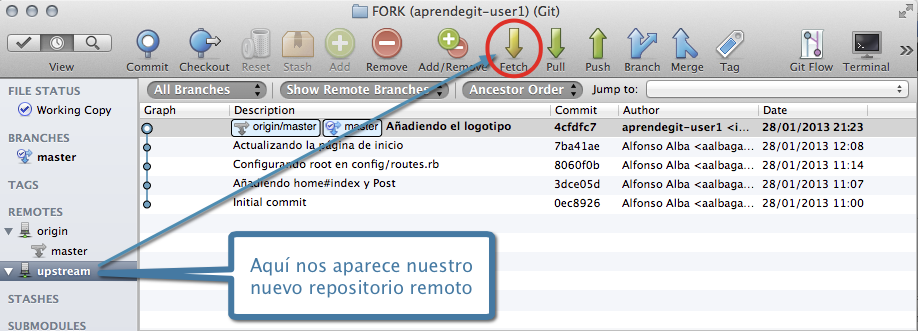 FORK (aprendegit-user1) (Git)
View Commit Checkout Reset Stash Add Remove Add/Remove Fetch Pull Push Branch Merge Tag Git Flow Terminal
All Branches Show Remote Branches Ancestor Order Jump to:
Graph Description Commit Author Date
origin/master master Añadiendo el logotipo 4cfdfc7 aprendegit-user1 <i... 28/01/2013 21:23
Actualizando la página de inicio 7ba41ae Alfonso Alba <aalbaga... 28/01/2013 12:08
Configurando root en config/routes.rb 8060f0b Alfonso Alba <aalbaga... 28/01/2013 11:14
Añadiendo home#index y Post 3dce05d Alfonso Alba <aalbaga... 28/01/2013 11:07
Initial commit 0ec8926 Alfonso Alba <aalbaga... 28/01/2013 11:00
FILE STATUS
Working Copy
BRANCHES
master
TAGS
REMOTES
origin
master
upstream
STASHES
SUBMODULES
Aquí nos aparece nuestro
nuevo repositorio remoto